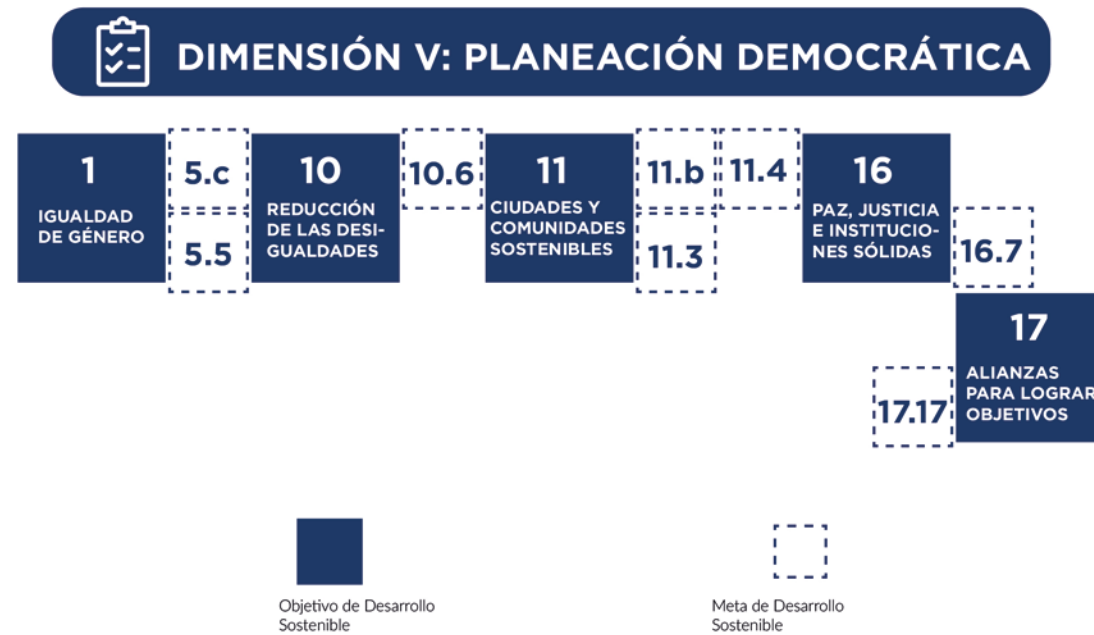 DIMENSIÓN V: PLANEACIÓN DEMOCRÁTICA
1
IGUALDAD
DE GÉNERO
5.c
5.5
10
REDUCCIÓN
DE LAS DESI-
GUALDADES
10.6
11
CIUDADES Y
COMUNIDADES
SOSTENIBLES
11.b
11.4
11.3
16
PAZ, JUSTICIA
E INSTITUCIO-
NES SÓLIDAS
16.7
17
ALIANZAS
PARA LOGRAR
OBJETIVOS
17.17
Objetivo de Desarrollo
Sostenible
Meta de Desarrollo
Sostenible